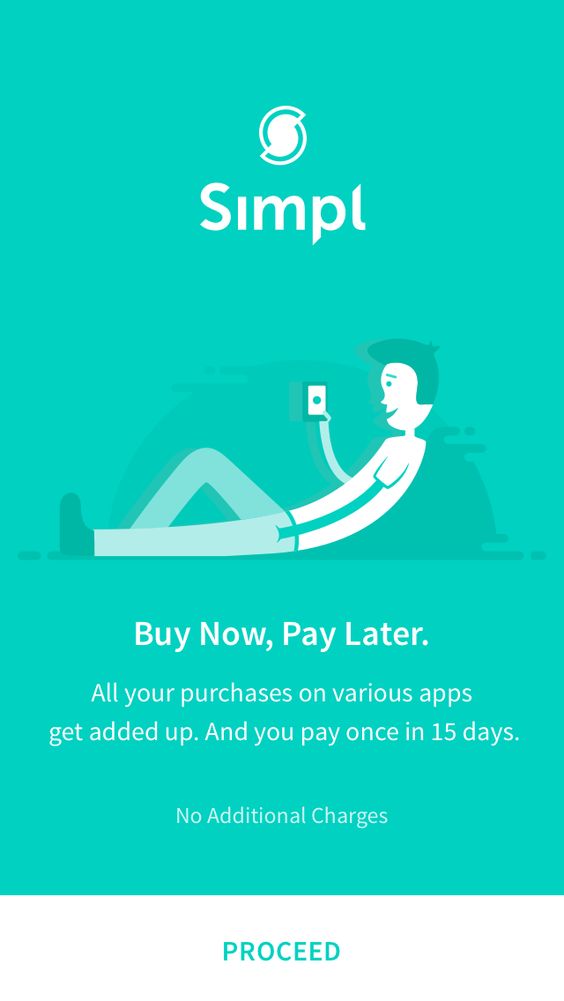 Simpl
Buy Now, Pay Later.
All your purchases on various apps
get added up. And you pay once in 15 days.
No Additional Charges
PROCEED